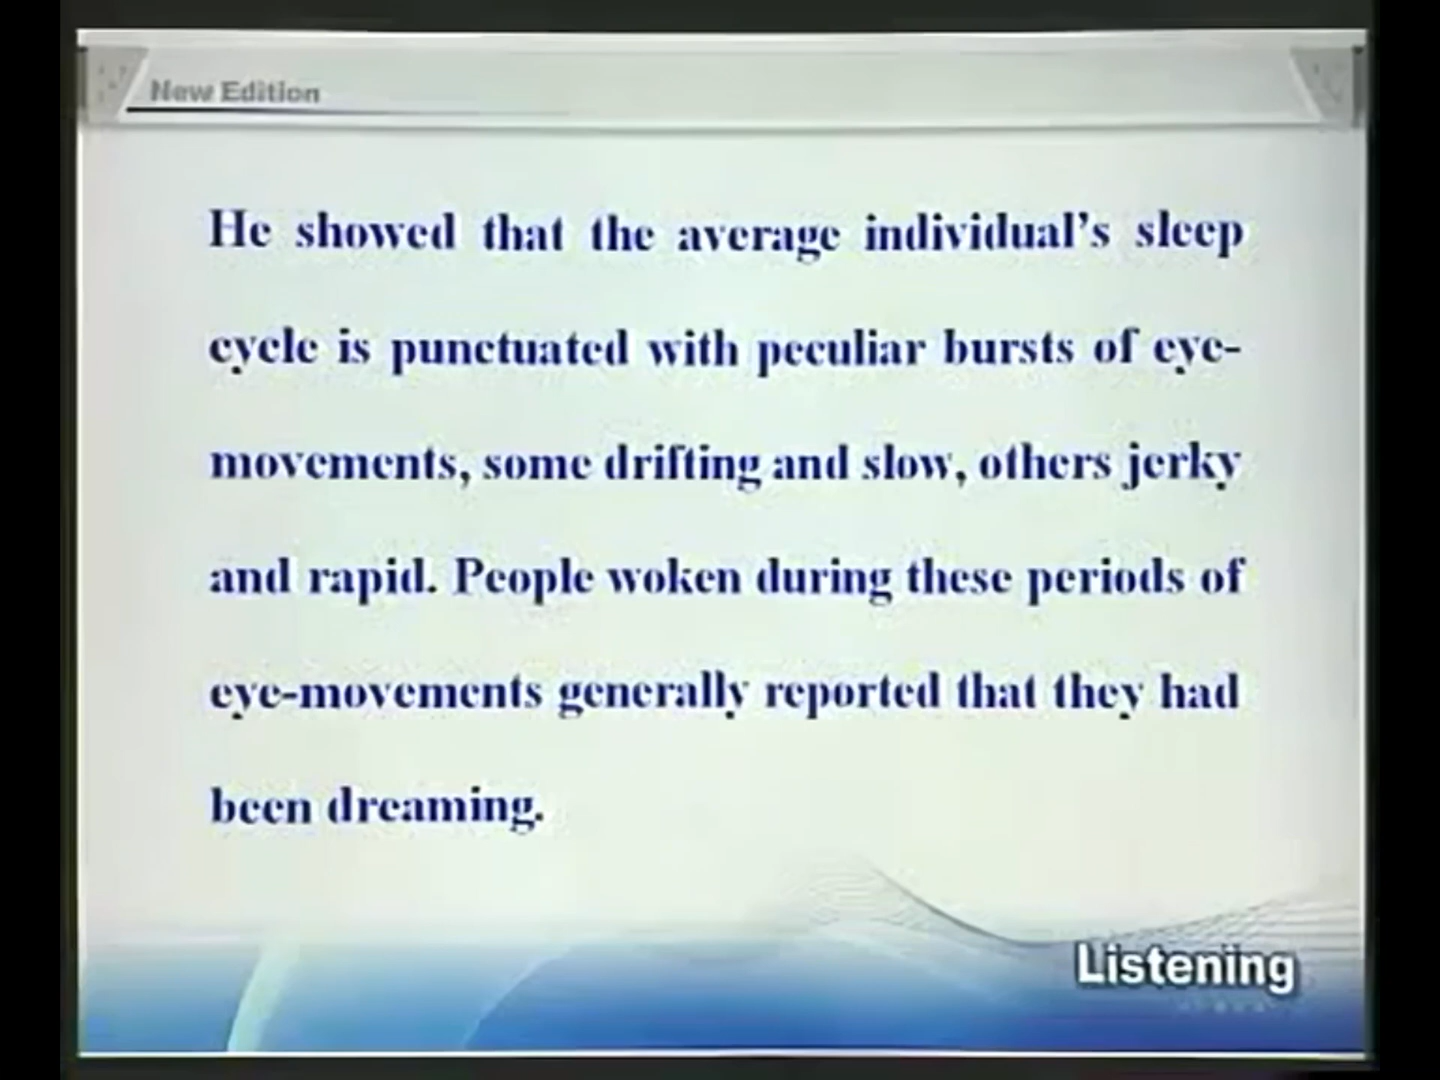 New Edition
He showed that the average individual's sleep
cycle is punctuated with peculiar bursts of eye-
movements, some drifting and slow, others jerky
and rapid. People woken during these periods of
eye-movements generally reported that they had
been dreaming.
Listening